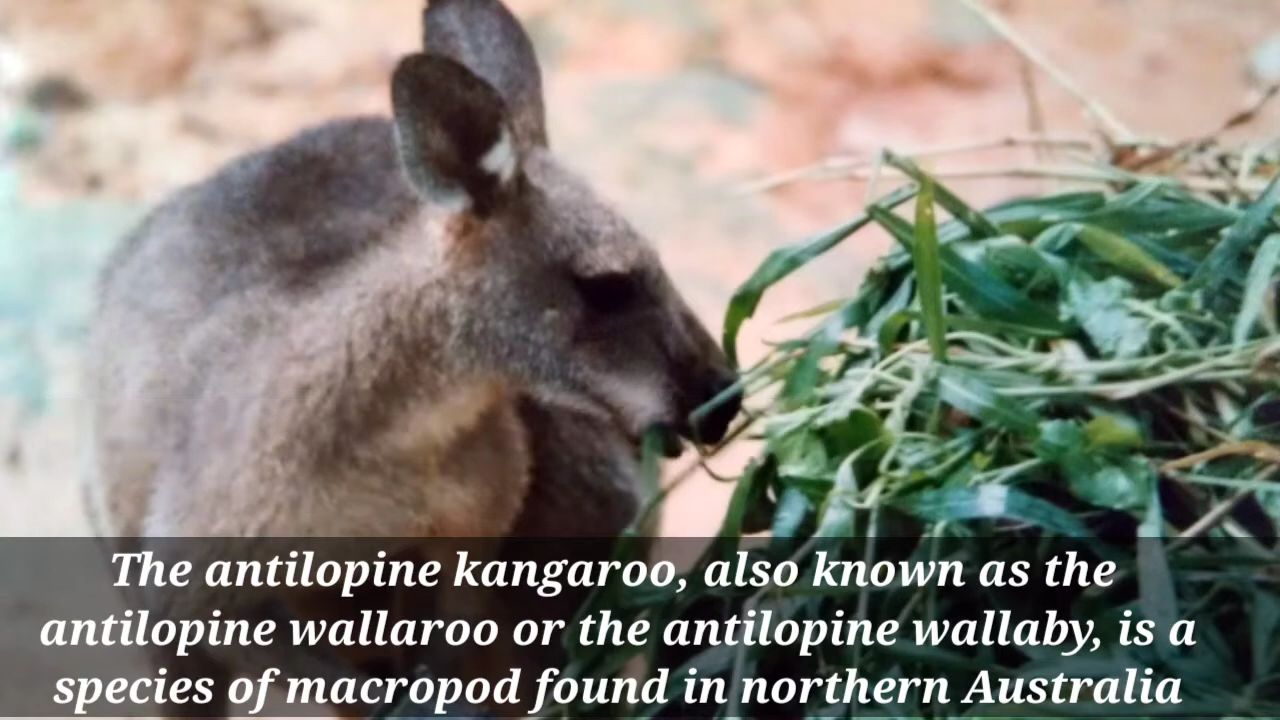 The antilopine kangaroo, also known as the
antilopine wallaroo or the antilopine wallaby, is a
species of macropod found in northern Australia